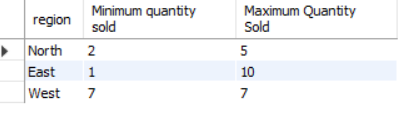 region Minimum quantity sold Maximum Quantity Sold
North 2 5
East 1 10
West 7 7